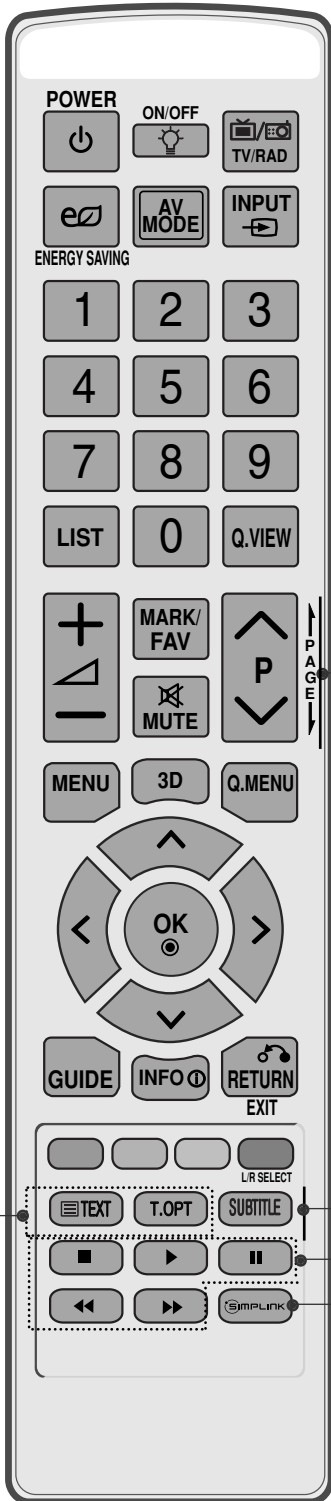 POWER
ON/OFF
TV/RAD
ENERGY SAVING
AV
MODE
INPUT
1 2 3
4 5 6
7 8 9
LIST 0 Q.VIEW
MARK/
FAV
P
PAGE
MUTE
MENU 3D Q.MENU
OK
GUIDE INFO RETURN
EXIT
L/R SELECT
TEXT T.OPT SUBTITLE
SIMPLINK